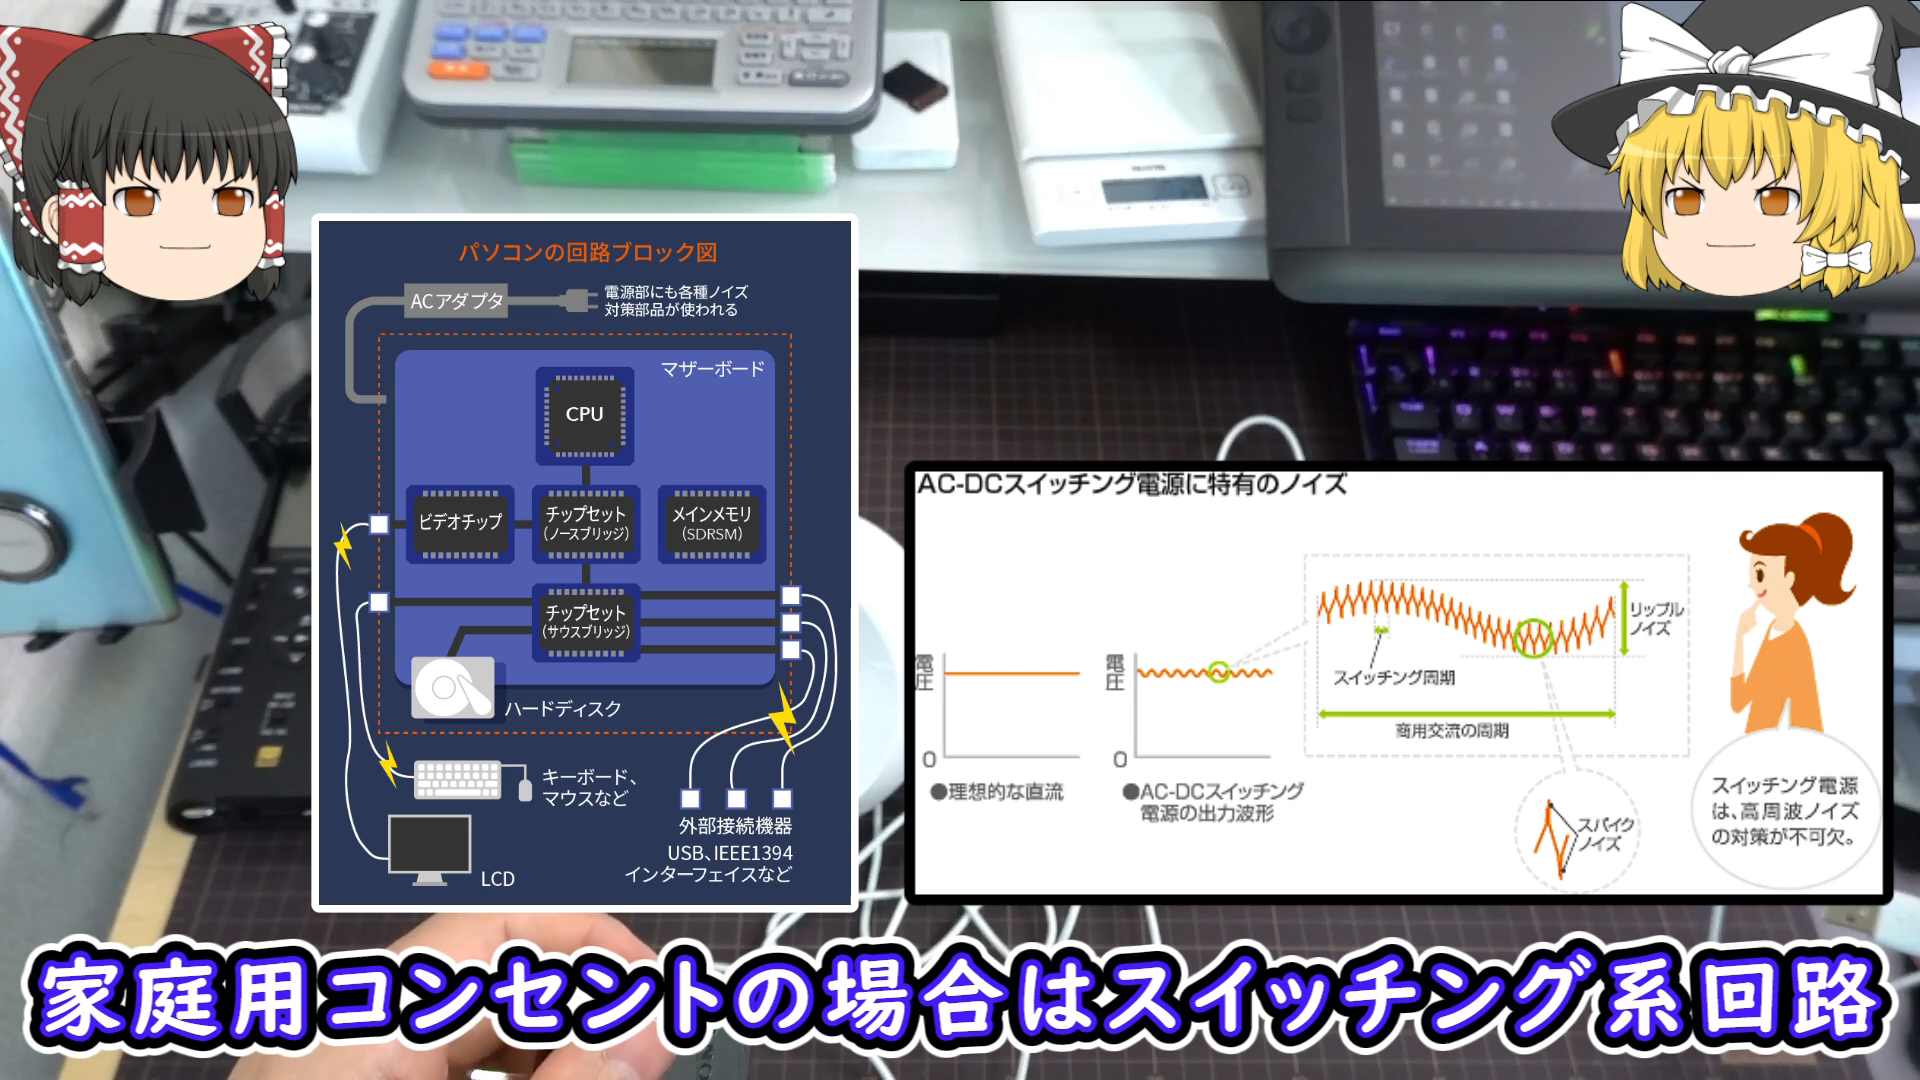 パソコンの回路ブロック図
ACアダプタ
電源部にも各種ノイズ
対策部品が使われる
マザーボード
CPU
ビデオチップ
チップセット
(ノースブリッジ)
メインメモリ
(SDRSM)
チップセット
(サウスブリッジ)
ハードディスク
キーボード、
マウスなど
LCD
外部接続機器
USB、IEEE1394
インターフェイスなど
AC-DCスイッチング電源に特有のノイズ
電圧
0
●理想的な直流
電圧
0
●AC-DCスイッチング
電源の出力波形
スイッチング周期
商用交流の周期
リップル
ノイズ
スパイク
ノイズ
スイッチング電源
は、高周波ノイズ
の対策が不可欠。
家庭用コンセントの場合はスイッチング系回路